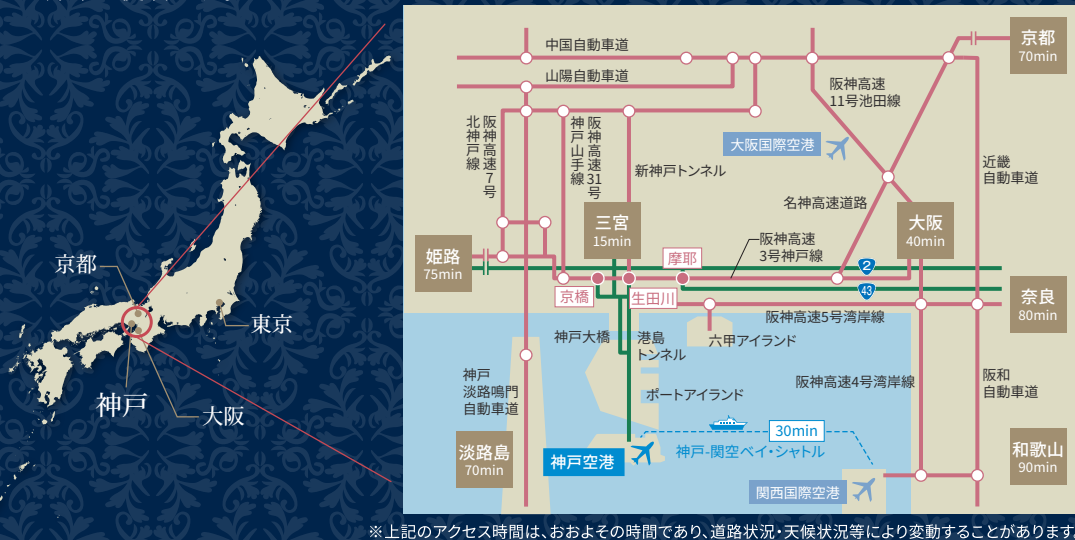 京都
東京
神戸
大阪
中国自動車道
山陽自動車道
京都
70min
阪神高速
11号池田線
大阪国際空港
阪神高速7号
北神戸線
阪神高速31号
神戸山手線
新神戸トンネル
近畿
自動車道
名神高速道路
三宮
15min
大阪
40min
姫路
75min
阪神高速
3号神戸線
摩耶
2
43
京橋
生田川
奈良
80min
阪神高速5号湾岸線
神戸大橋
港島
トンネル
六甲アイランド
神戸
淡路鳴門
自動車道
ポートアイランド
阪神高速4号湾岸線
阪和
自動車道
淡路島
70min
神戸空港
30min
神戸-関空ベイ・シャトル
関西国際空港
和歌山
90min
※上記のアクセス時間は、おおよその時間であり、道路状況・天候状況等により変動することがあります